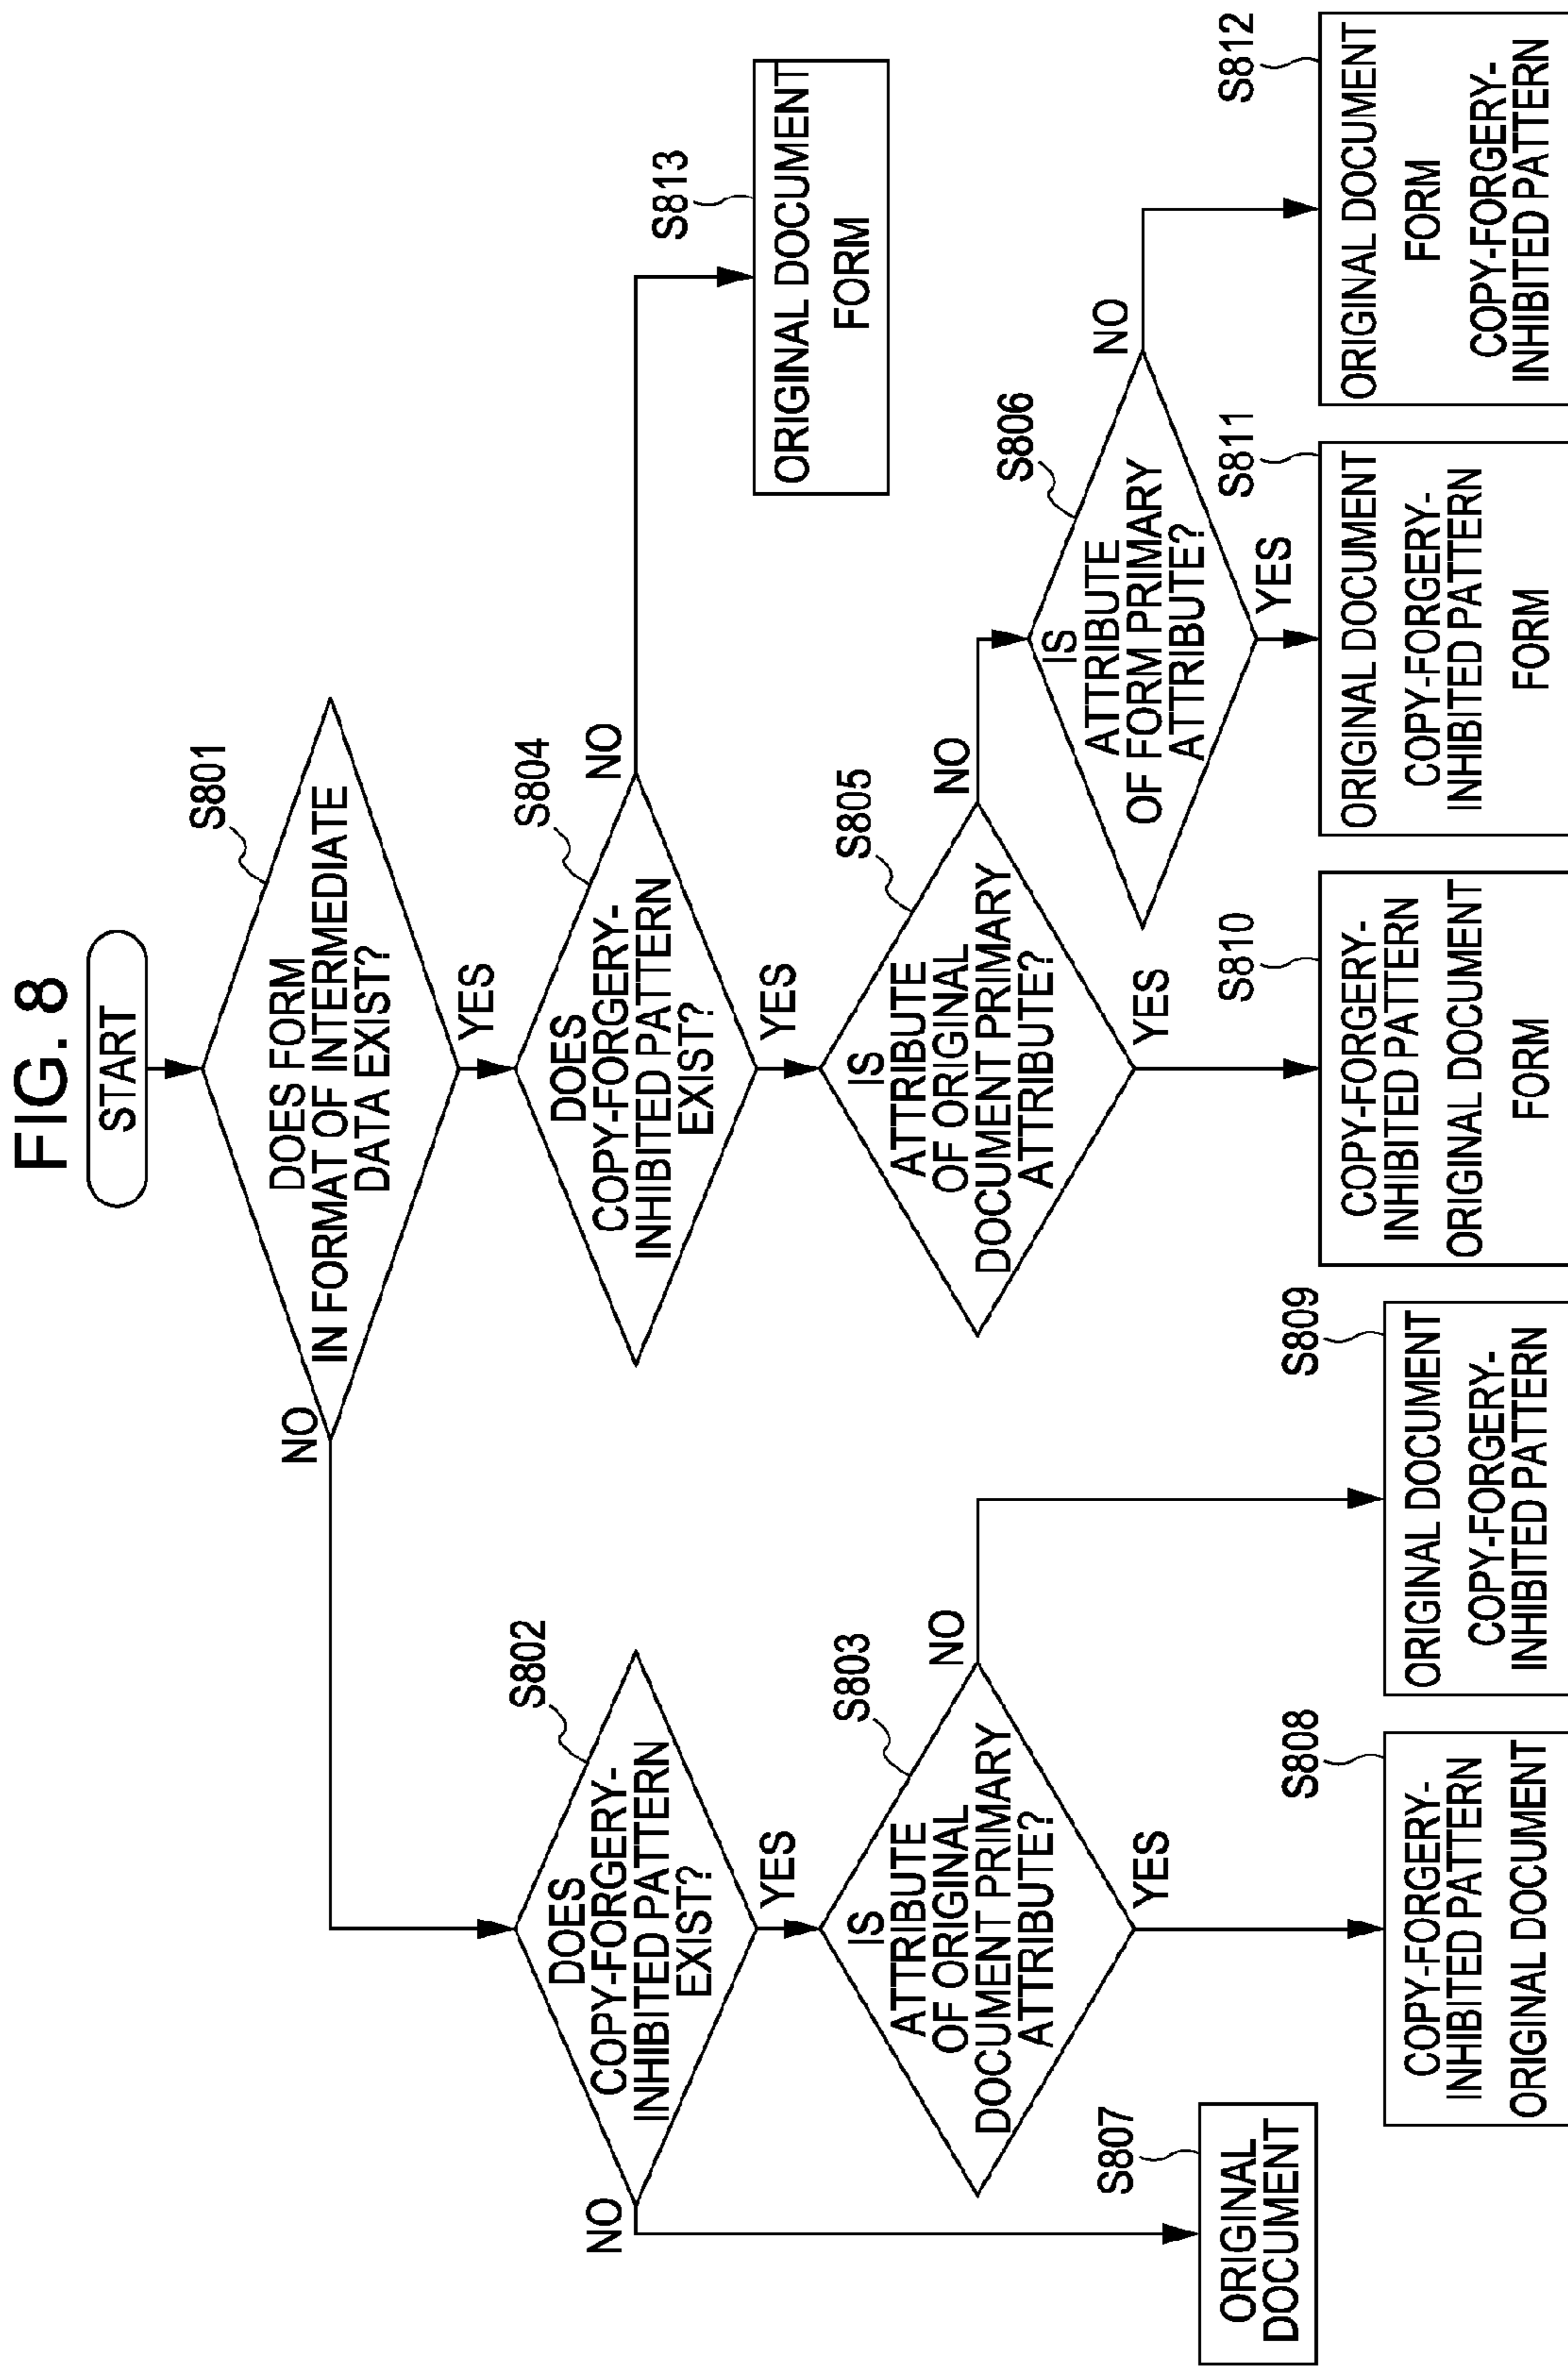 FIG. 8
START
S801
DOES FORM
IN FORMAT OF INTERMEDIATE
DATA EXIST?
NO
YES
S802
DOES
COPY-FORGERY-
INHIBITED PATTERN
EXIST?
NO
YES
S804
DOES
COPY-FORGERY-
INHIBITED PATTERN
EXIST?
NO
YES
S813
ORIGINAL DOCUMENT
FORM
S803
IS
ATTRIBUTE
OF ORIGINAL
DOCUMENT PRIMARY
ATTRIBUTE?
NO
YES
S805
IS
ATTRIBUTE
OF ORIGINAL
DOCUMENT PRIMARY
ATTRIBUTE?
NO
YES
S806
IS
ATTRIBUTE
OF FORM PRIMARY
ATTRIBUTE?
NO
YES
S807
ORIGINAL
DOCUMENT
S808
COPY-FORGERY-
INHIBITED PATTERN
ORIGINAL DOCUMENT
S809
ORIGINAL DOCUMENT
COPY-FORGERY-
INHIBITED PATTERN
S810
COPY-FORGERY-
INHIBITED PATTERN
ORIGINAL DOCUMENT
FORM
S811
ORIGINAL DOCUMENT
COPY-FORGERY-
INHIBITED PATTERN
FORM
S812
ORIGINAL DOCUMENT
FORM
COPY-FORGERY-
INHIBITED PATTERN